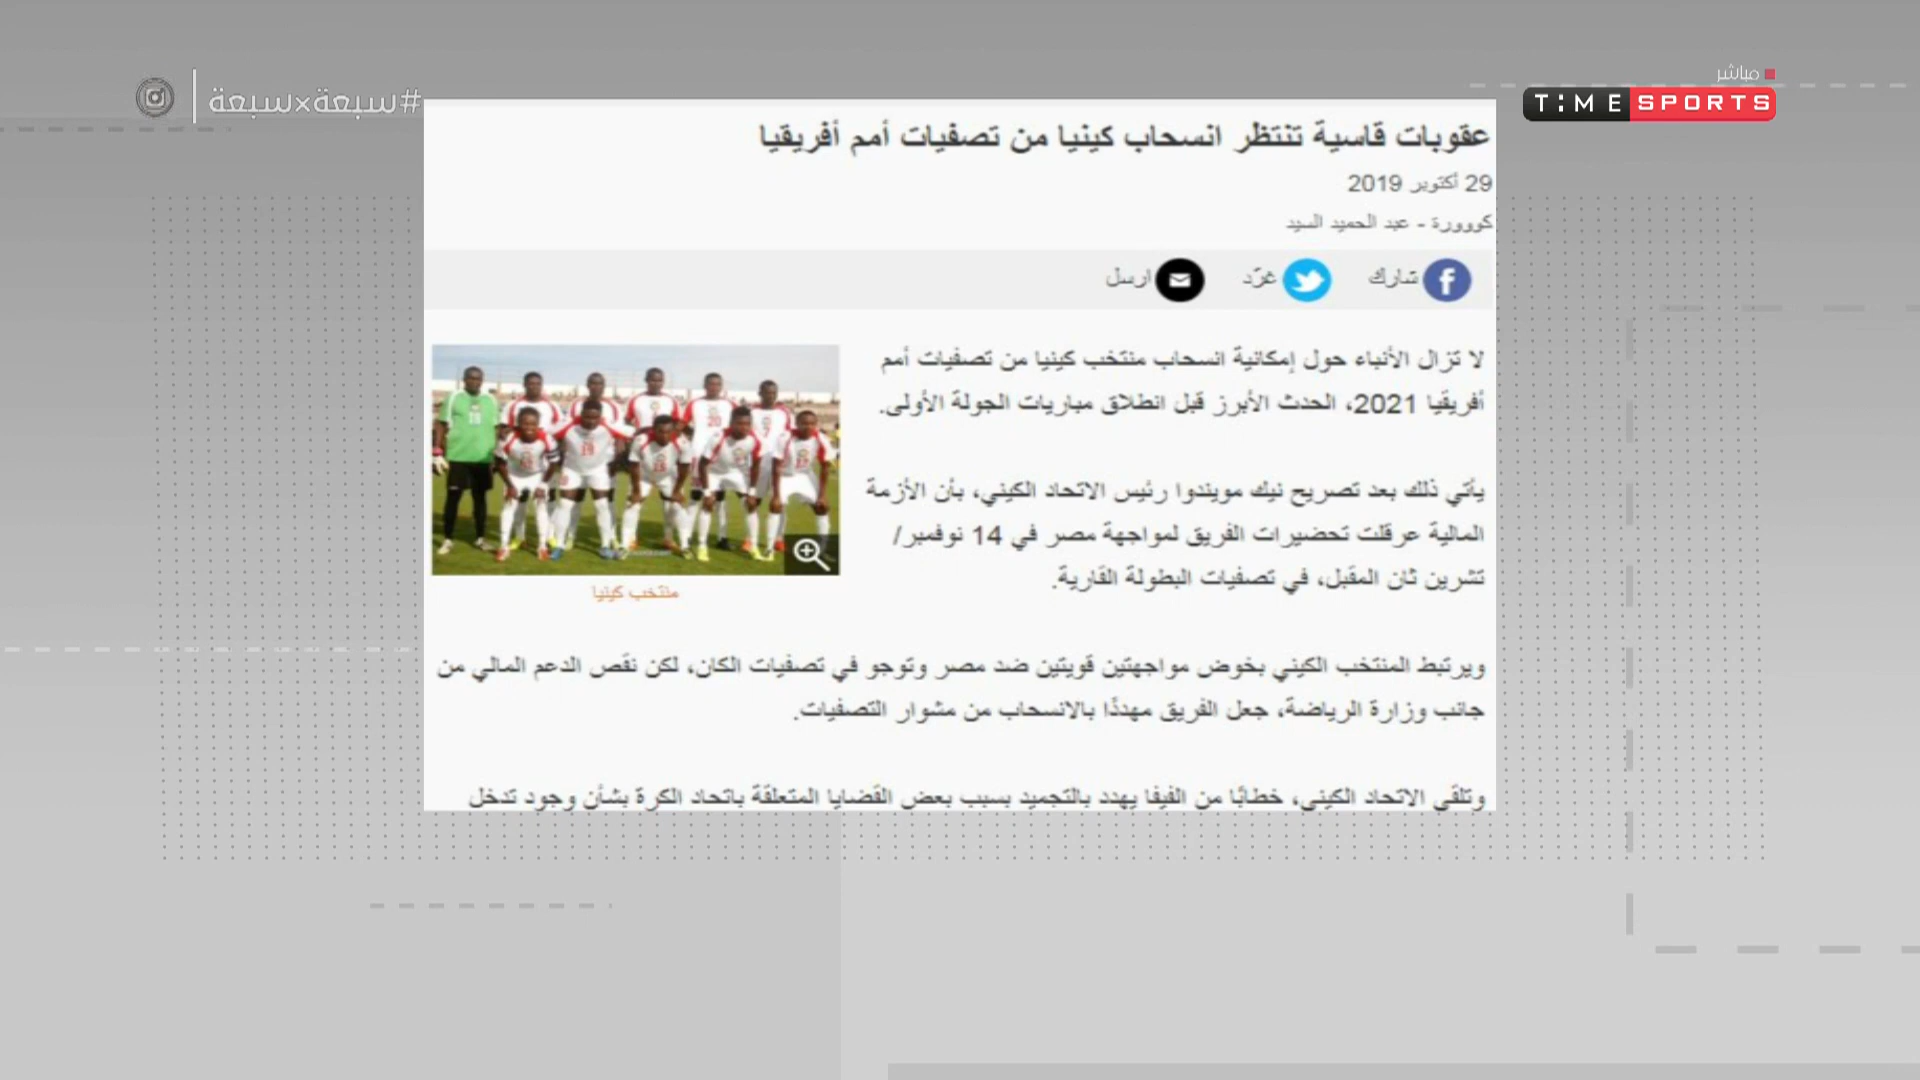 #سبعةxسبعة
مباشر
TIME SPORTS
عقوبات قاسية تنتظر انسحاب كينيا من تصفيات أمم أفريقيا
29 أكتوبر 2019
كووورة - عبد الحميد السيد
شارك
غرّد
ارسل
لا تزال الأنباء حول إمكانية انسحاب منتخب كينيا من تصفيات أمم
أفريقيا 2021، الحدث الأبرز قبل انطلاق مباريات الجولة الأولى.
يأتي ذلك بعد تصريح نيك مويندوا رئيس الاتحاد الكيني، بأن الأزمة
المالية عرقلت تحضيرات الفريق لمواجهة مصر في 14 نوفمبر/
تشرين ثان المقبل، في تصفيات البطولة القارية.
منتخب كينيا
ويرتبط المنتخب الكيني بخوض مواجهتين قويتين ضد مصر وتوجو في تصفيات الكان، لكن نقص الدعم المالي من
جانب وزارة الرياضة، جعل الفريق مهددًا بالانسحاب من مشوار التصفيات.
وتلقى الاتحاد الكيني، خطابًا من الفيفا يهدد بالتجميد بسبب بعض القضايا المتعلقة باتحاد الكرة بشأن وجود تدخل